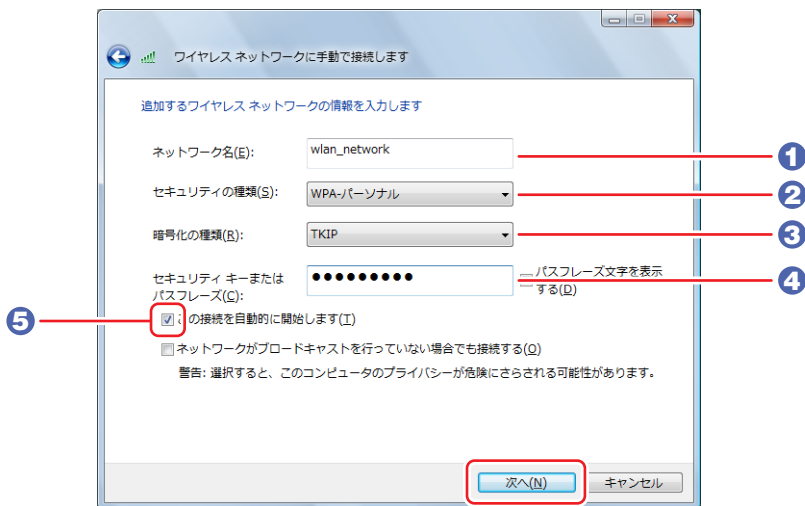 ワイヤレス ネットワークに手動で接続します
追加するワイヤレス ネットワークの情報を入力します
ネットワーク名(E):
wlan_network
1
セキュリティの種類(S):
WPA-パーソナル
2
暗号化の種類(R):
TKIP
3
セキュリティ キーまたは
パスフレーズ(C):
●●●●●●●●●
パスフレーズ文字を表示
する(D)
4
5
の接続を自動的に開始します(T)
ネットワークがブロードキャストを行っていない場合でも接続する(O)
警告: 選択すると、このコンピュータのプライバシーが危険にさらされる可能性があります。
次へ(N)
キャンセル